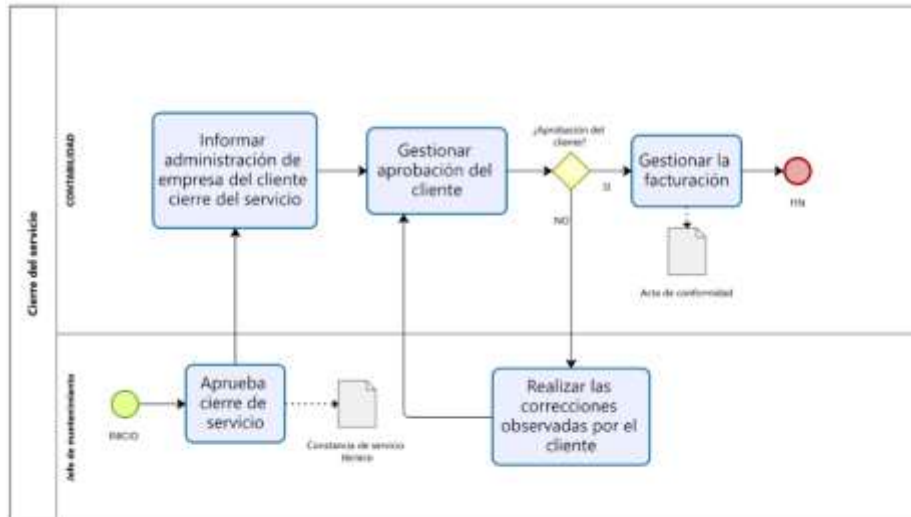 Cierre del servicio
CONTABILIDAD
Informar
administración de
empresa del cliente
cierre del servicio
Gestionar
aprobación del
cliente
¿Aprobación del
cliente?
SI
NO
Gestionar la
facturación
FIN
Acta de conformidad
Jefe de mantenimiento
INICIO
Aprueba
cierre de
servicio
Constancia de servicio
técnico
Realizar las
correcciones
observadas por el
cliente